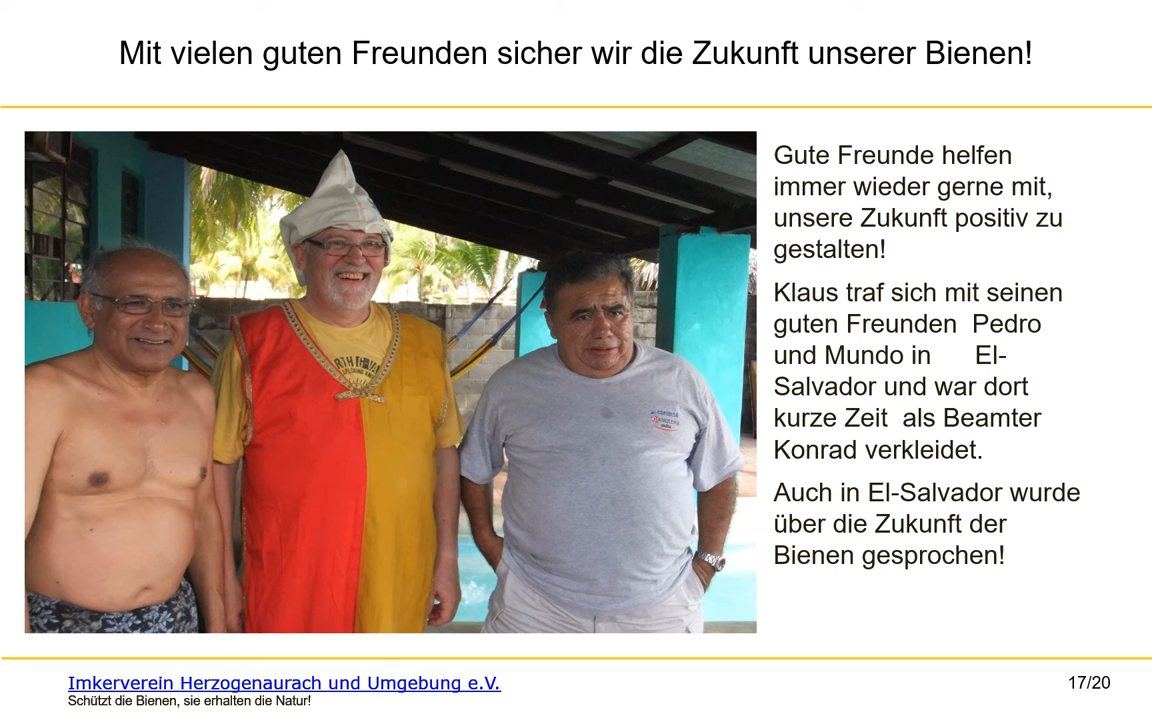 Mit vielen guten Freunden sicher wir die Zukunft unserer Bienen!
Gute Freunde helfen
immer wieder gerne mit,
unsere Zukunft positiv zu
gestalten!
Klaus traf sich mit seinen
guten Freunden  Pedro
und Mundo in      El-
Salvador und war dort
kurze Zeit  als Beamter
Konrad verkleidet.
Auch in El-Salvador wurde
über die Zukunft der
Bienen gesprochen!
Imkerverein Herzogenaurach und Umgebung e.V.
Schützt die Bienen, sie erhalten die Natur!
17/20